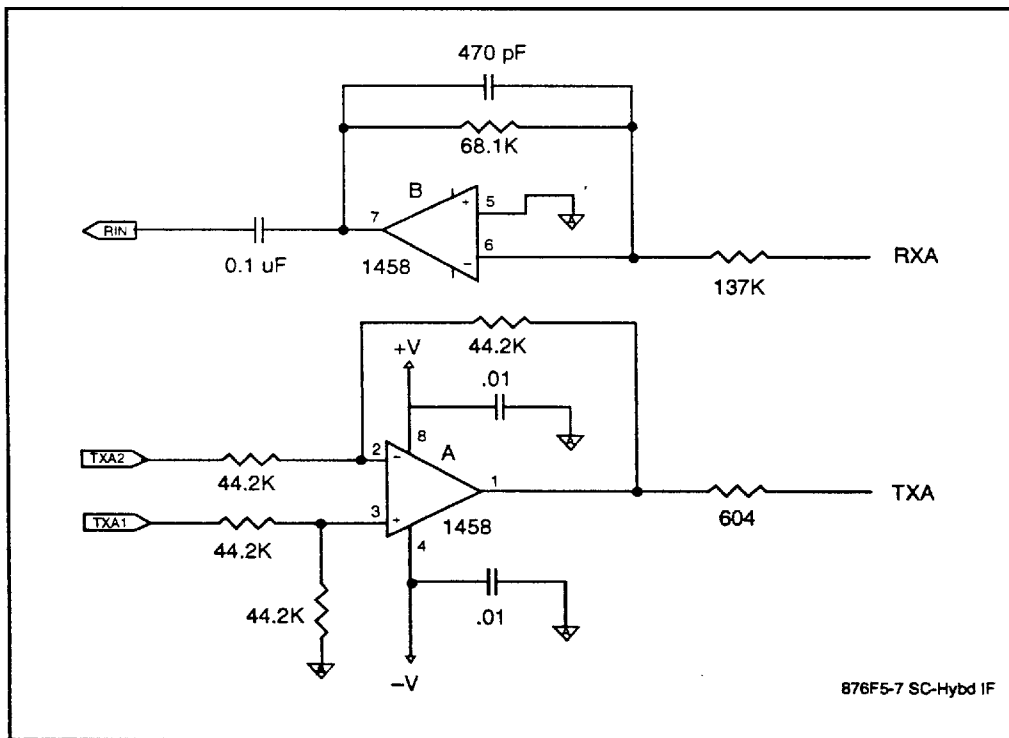 470 pF
68.1K
B
+
5
A
7
RIN
6
−
0.1 uF
1458
137K
RXA
44.2K
+V
.01
A
8
A
TXA2
2
−
44.2K
1
TXA
604
TXA1
3
+
44.2K
1458
4
44.2K
.01
A
A
−V
876F5-7 SC-Hybd IF